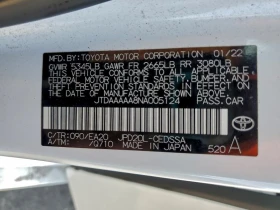 MFD. BY: TOYOTA MOTOR CORPORATION 01/22
GVWR 5345LB GAWR FR 2665LB RR 3080LB
THIS VEHICLE CONFORMS TO ALL APPLICABLE
FEDERAL MOTOR VEHICLE SAFETY, BUMPER, AND
THEFT PREVENTION STANDARDS IN EFFECT ON THE
DATE OF MANUFACTURE SHOWN ABOVE.
JTDAAAAA8NA005124 PASS.CAR
C/TR: 090/EA20 JPD20L-CEDSSA
A/TM: /Q710 MADE IN JAPAN 520 A
TOYOTA